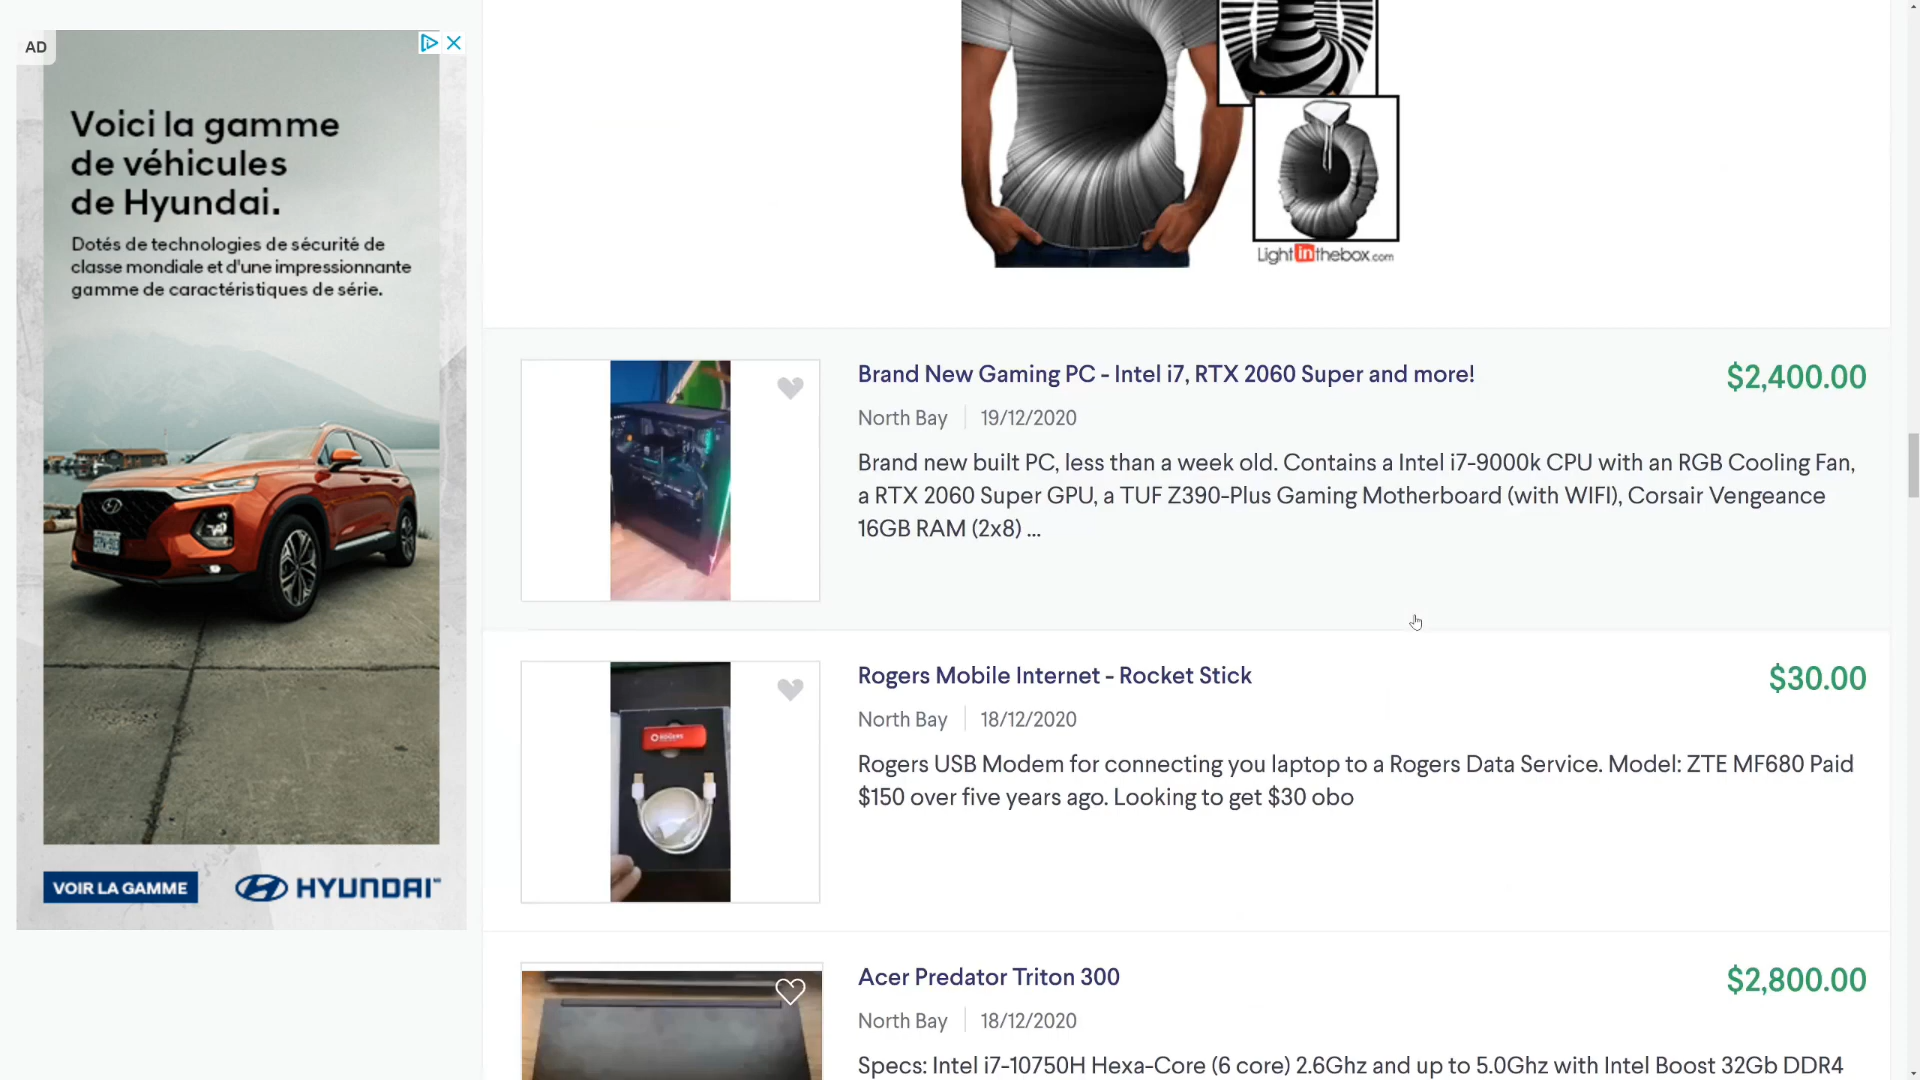 AD
Voici la gamme
de véhicules
de Hyundai.
Dotés de technologies de sécurité de
classe mondiale et d'une impressionnante
gamme de caractéristiques de série.
VOIR LA GAMME
HYUNDAI
Lightinthebox.com
Brand New Gaming PC - Intel i7, RTX 2060 Super and more!
$2,400.00
North Bay
19/12/2020
Brand new built PC, less than a week old. Contains a Intel i7-9000k CPU with an RGB Cooling Fan,
a RTX 2060 Super GPU, a TUF Z390-Plus Gaming Motherboard (with WIFI), Corsair Vengeance
16GB RAM (2x8) ...
Rogers Mobile Internet - Rocket Stick
$30.00
North Bay
18/12/2020
ROGERS
Rogers USB Modem for connecting you laptop to a Rogers Data Service. Model: ZTE MF680 Paid
$150 over five years ago. Looking to get $30 obo
Acer Predator Triton 300
$2,800.00
North Bay
18/12/2020
Specs: Intel i7-10750H Hexa-Core (6 core) 2.6Ghz and up to 5.0Ghz with Intel Boost 32Gb DDR4